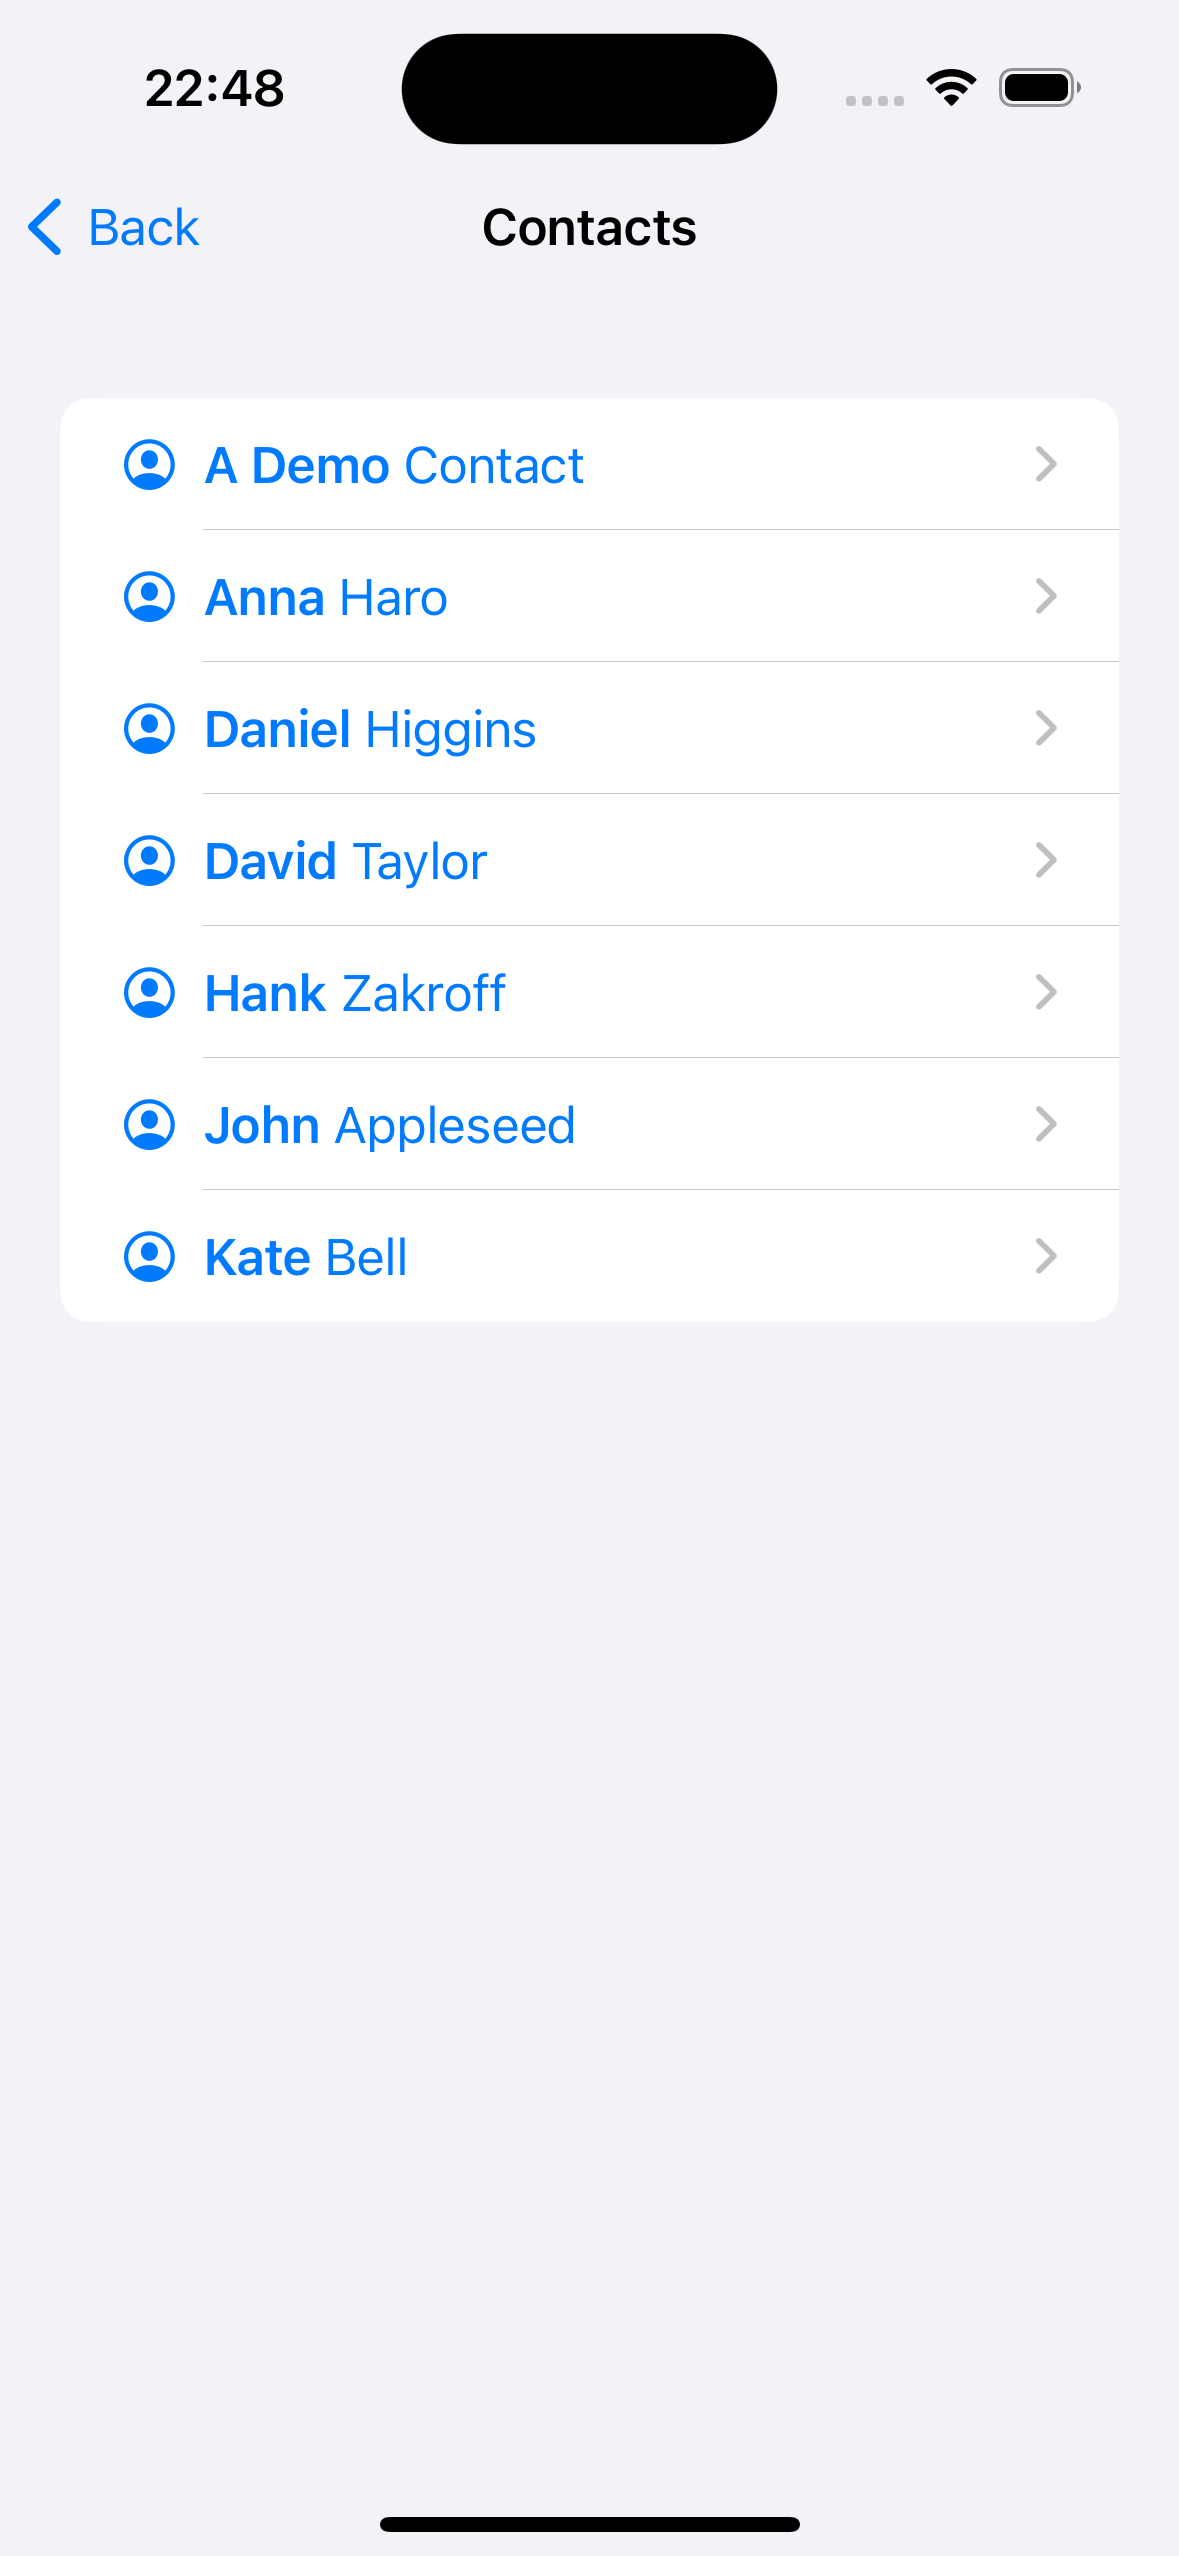 22:48
Back
Contacts
A Demo Contact
Anna Haro
Daniel Higgins
David Taylor
Hank Zakroff
John Appleseed
Kate Bell